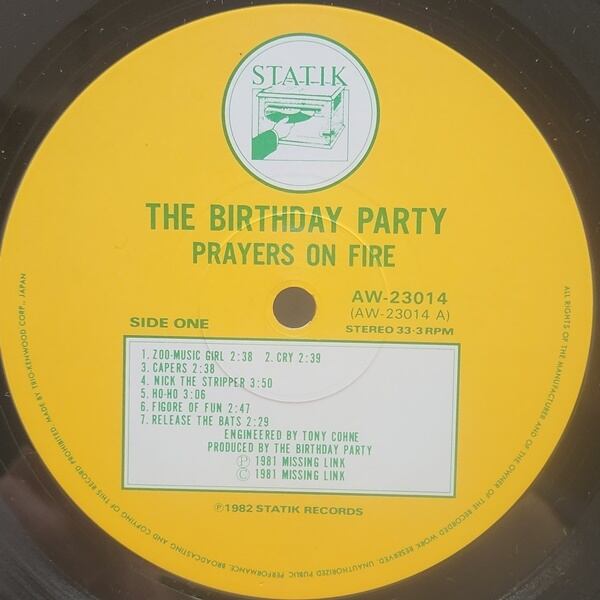 STATIK
THE BIRTHDAY PARTY
PRAYERS ON FIRE
AW-23014
(AW-23014 A)
SIDE ONE
STEREO 33·3 RPM
1. ZOO-MUSIC GIRL 2:38 2. CRY 2:39
3. CAPERS 2:38
4. NICK THE STRIPPER 3:50
5. HO-HO 3:06
6. FIGORE OF FUN 2:47
7. RELEASE THE BATS 2:29
ENGINEERED BY TONY COHNE
PRODUCED BY THE BIRTHDAY PARTY
Ⓟ 1981 MISSING LINK
© 1981 MISSING LINK
Ⓟ1982 STATIK RECORDS
ALL RIGHTS OF THE MANUFACTURER AND OF THE OWNER OF THE RECORDED WORK RESERVED. UNAUTHORIZED PUBLIC PERFORMANCE, BROADCASTING AND COPYING OF THIS RECORD PROHIBITED. MADE BY TRIO-KENWOOD CORP., JAPAN